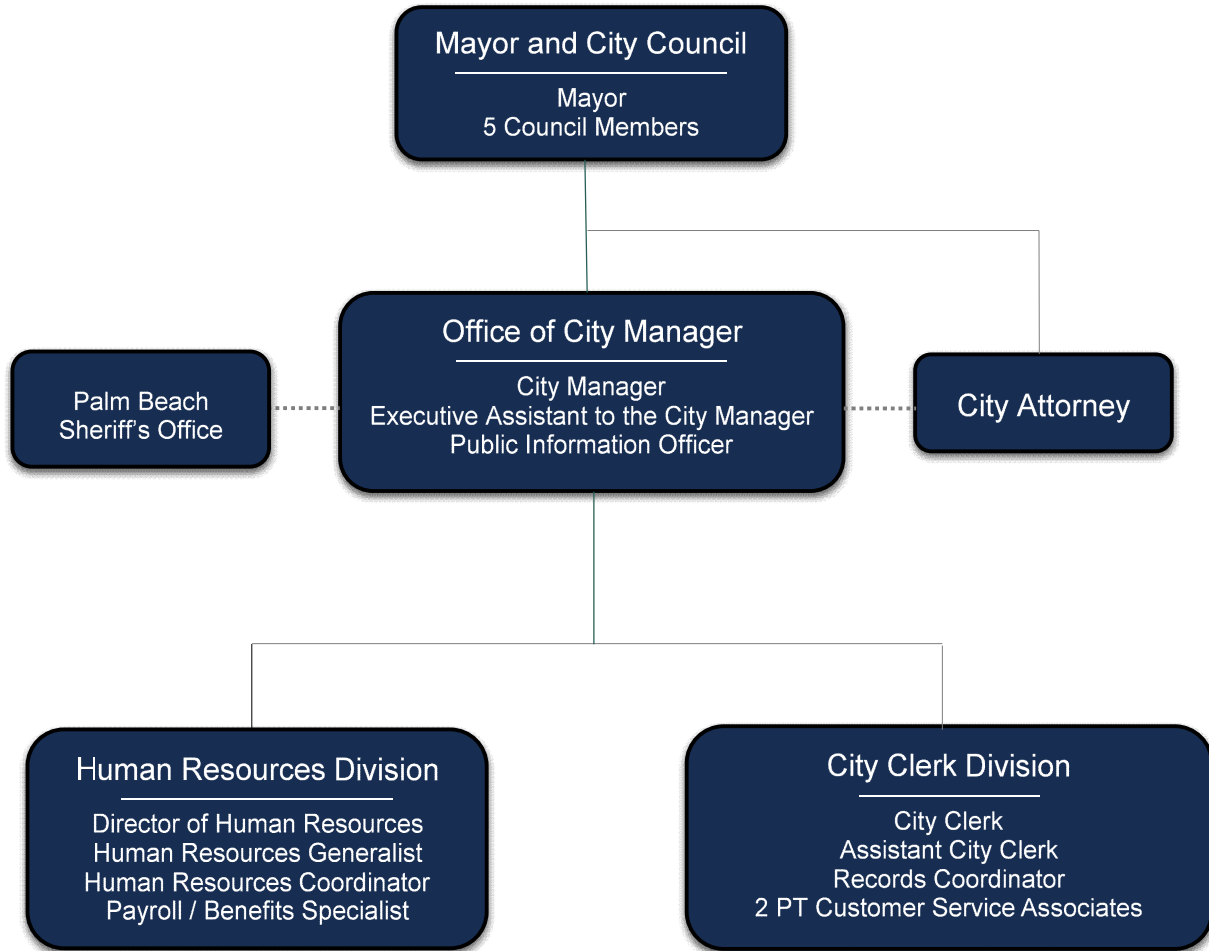 Mayor and City Council
Mayor
5 Council Members
Office of City Manager
City Manager
Executive Assistant to the City Manager
Public Information Officer
Palm Beach
Sheriff's Office
City Attorney
Human Resources Division
Director of Human Resources
Human Resources Generalist
Human Resources Coordinator
Payroll / Benefits Specialist
City Clerk Division
City Clerk
Assistant City Clerk
Records Coordinator
2 PT Customer Service Associates